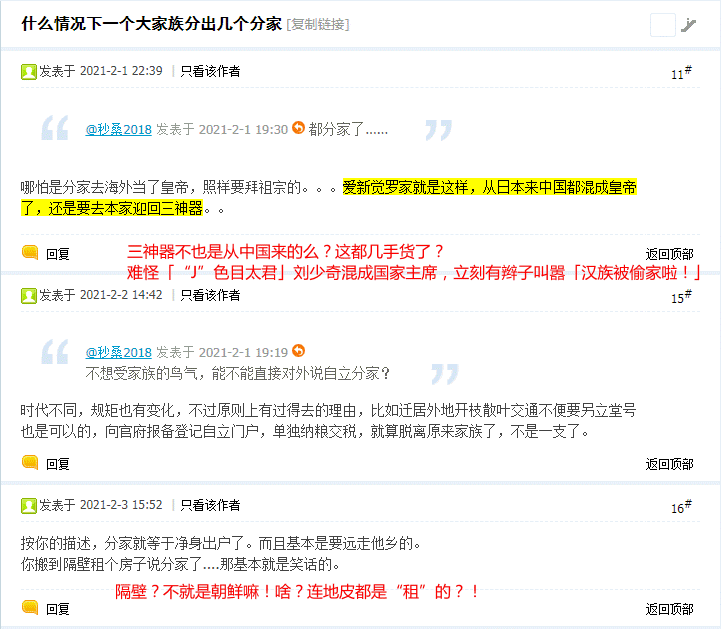 什么情况下一个大家族分出几个分家 [复制链接]
发表于 2021-2-1 22:39 | 只看该作者
11#
@秒桑2018 发表于 2021-2-1 19:30 都分家了......
哪怕是分家去海外当了皇帝，照样要拜祖宗的。。。爱新觉罗家就是这样，从日本来中国都混成皇帝
了，还是要去本家迎回三神器。。
回复
返回顶部
三神器不也是从中国来的么？这都几手货了？
难怪「“J”色目太君」刘少奇混成国家主席，立刻有辫子叫嚣「汉族被偷家啦！」
发表于 2021-2-2 14:42 | 只看该作者
15#
@秒桑2018 发表于 2021-2-1 19:19
不想受家族的鸟气，能不能直接对外说自立分家？
时代不同，规矩也有变化，不过原则上有过得去的理由，比如迁居外地开枝散叶交通不便要另立堂号
也是可以的，向官府报备登记自立门户，单独纳粮交税，就算脱离原来家族了，不是一支了。
回复
返回顶部
发表于 2021-2-3 15:52 | 只看该作者
16#
按你的描述，分家就等于净身出户了。而且基本是要远走他乡的。
你搬到隔壁租个房子说分家了....那基本就是笑话的。
隔壁？不就是朝鲜嘛！啥？连地皮都是“租”的？！
回复
返回顶部